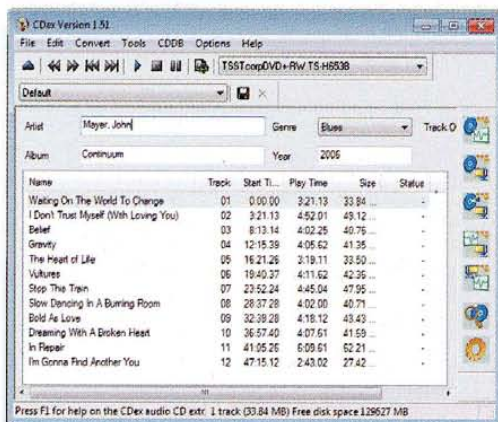 CDex Version 1.51
File Edit Convert Tools CDDB Options Help
TSSTcorpDVD+-RW TS-H653B
Default
Artist Mayer, John Genre Blues Track O
Album Continuum Year 2006
Name Track Start Ti... Play Time Size Status
Waiting On The World To Change 01 0:00.00 3:21.13 33.84 ... -
I Don't Trust Myself (With Loving You) 02 3:21.13 4:52.01 49.12 ... -
Belief 03 8:13.14 4:02.25 40.76 ... -
Gravity 04 12:15.39 4:05.62 41.35 ... -
The Heart of Life 05 16:21.26 3:19.11 33.50 ... -
Vultures 06 19:40.37 4:11.62 42.36 ... -
Stop The Train 07 23:52.24 4:45.04 47.95 ... -
Slow Dancing In A Burning Room 08 28:37.28 4:02.00 40.71 ... -
Bold As Love 09 32:39.28 4:18.12 43.43 ... -
Dreaming With A Broken Heart 10 36:57.40 4:07.61 41.69 ... -
In Repair 11 41:05.26 6:09.61 62.21 ... -
I'm Gonna Find Another You 12 47:15.12 2:43.02 27.42 ... -
Press F1 for help on the CDex audio CD extr. 1 track (33.84 MB) Free disk space 129627 MB